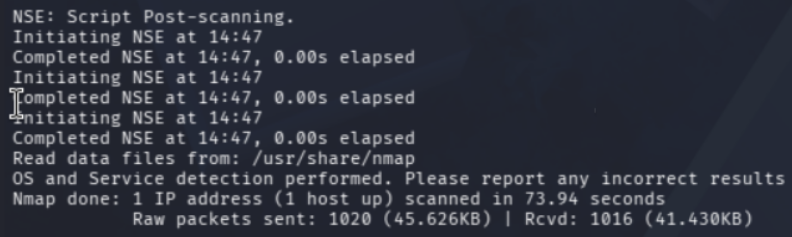 NSE: Script Post-scanning.
Initiating NSE at 14:47
Completed NSE at 14:47, 0.00s elapsed
Initiating NSE at 14:47
Completed NSE at 14:47, 0.00s elapsed
Initiating NSE at 14:47
Completed NSE at 14:47, 0.00s elapsed
Read data files from: /usr/share/nmap
OS and Service detection performed. Please report any incorrect results
Nmap done: 1 IP address (1 host up) scanned in 73.94 seconds
Raw packets sent: 1020 (45.626KB) | Rcvd: 1016 (41.430KB)